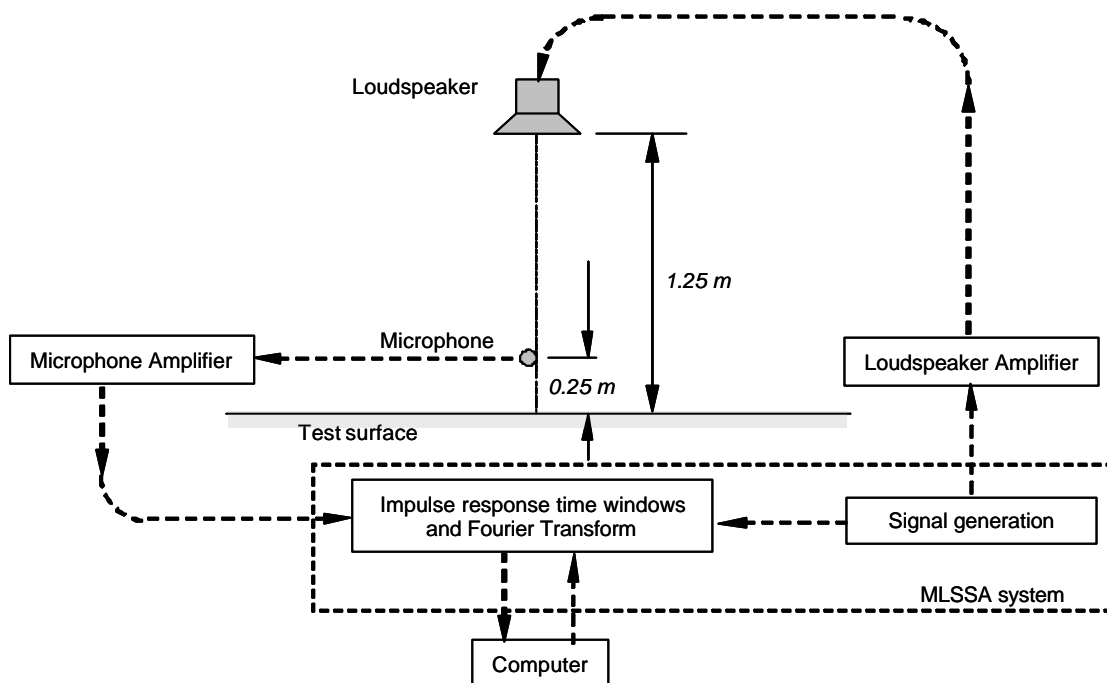 Loudspeaker
1.25 m
Microphone
Microphone Amplifier
Loudspeaker Amplifier
0.25 m
Test surface
Impulse response time windows
and Fourier Transform
Signal generation
MLSSA system
Computer